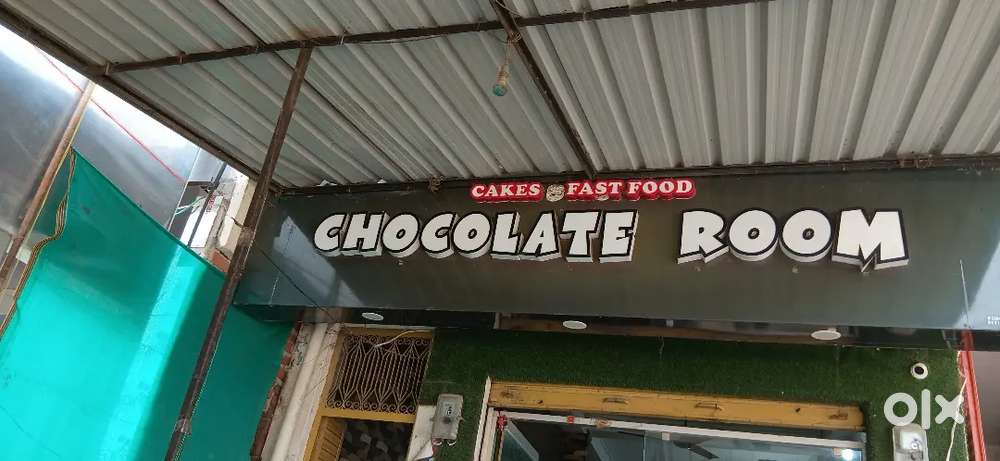 CAKES FAST FOOD
CHOCOLATE ROOM
olx